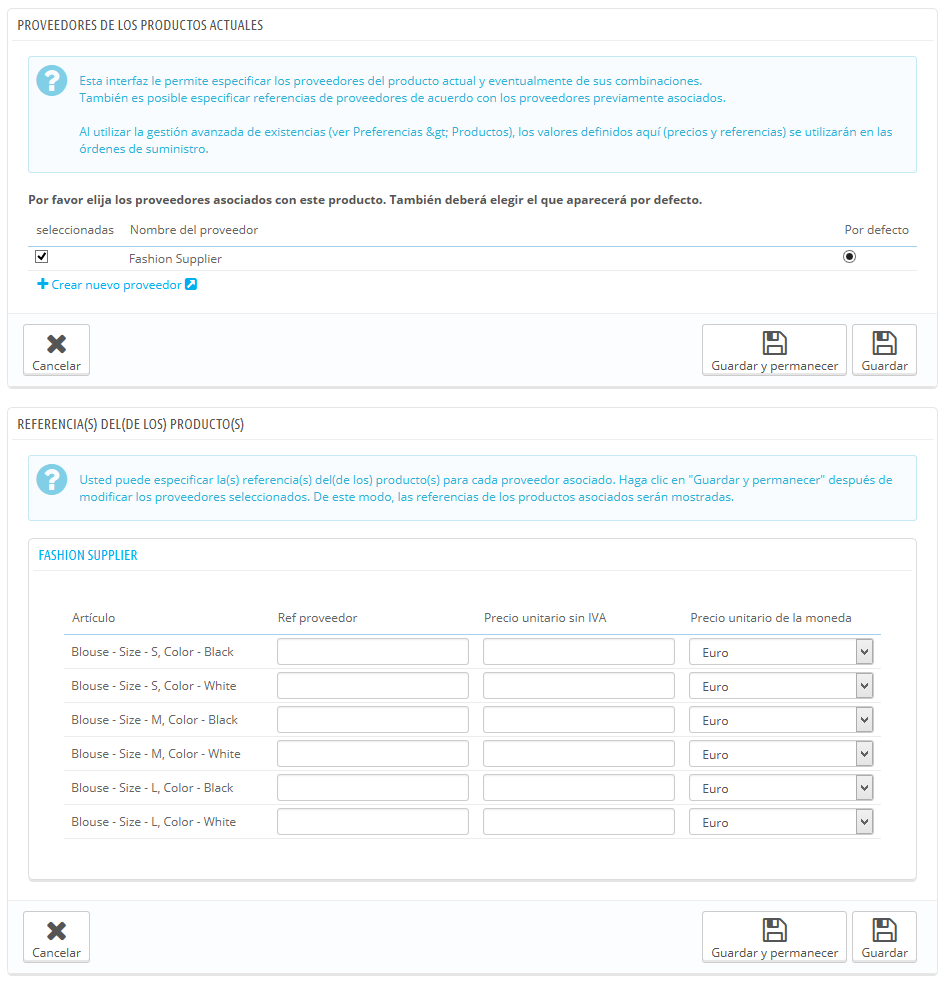 PROVEEDORES DE LOS PRODUCTOS ACTUALES
Esta interfaz le permite especificar los proveedores del producto actual y eventualmente de sus combinaciones.
También es posible especificar referencias de proveedores de acuerdo con los proveedores previamente asociados.
Al utilizar la gestión avanzada de existencias (ver Preferencias &gt; Productos), los valores definidos aquí (precios y referencias) se utilizarán en las
órdenes de suministro.
Por favor elija los proveedores asociados con este producto. También deberá elegir el que aparecerá por defecto.
seleccionadas Nombre del proveedor Por defecto
Fashion Supplier
Crear nuevo proveedor
Cancelar Guardar y permanecer Guardar
REFERENCIA(S) DEL(DE LOS) PRODUCTO(S)
Usted puede especificar la(s) referencia(s) del(de los) producto(s) para cada proveedor asociado. Haga clic en "Guardar y permanecer" después de
modificar los proveedores seleccionados. De este modo, las referencias de los productos asociados serán mostradas.
FASHION SUPPLIER
Artículo Ref proveedor Precio unitario sin IVA Precio unitario de la moneda
Blouse - Size - S, Color - Black Euro
Blouse - Size - S, Color - White Euro
Blouse - Size - M, Color - Black Euro
Blouse - Size - M, Color - White Euro
Blouse - Size - L, Color - Black Euro
Blouse - Size - L, Color - White Euro
Cancelar Guardar y permanecer Guardar